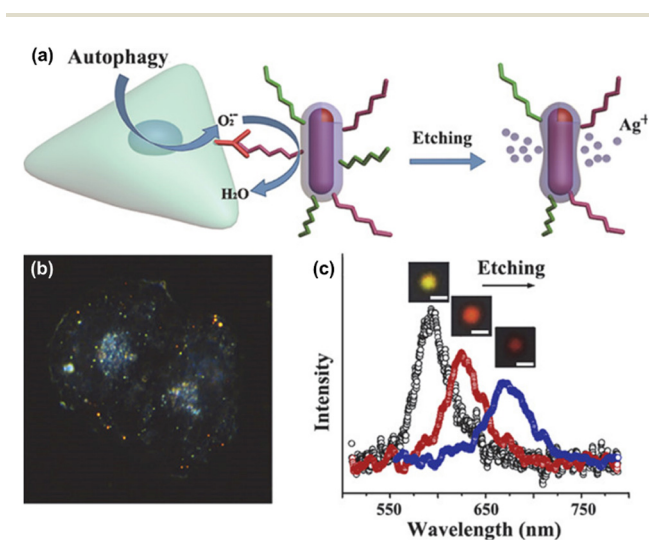 (a)
Autophagy
O₂˙⁻
H₂O
Etching
Ag⁺
(b)
(c)
Etching
Intensity
550
650
750
Wavelength (nm)